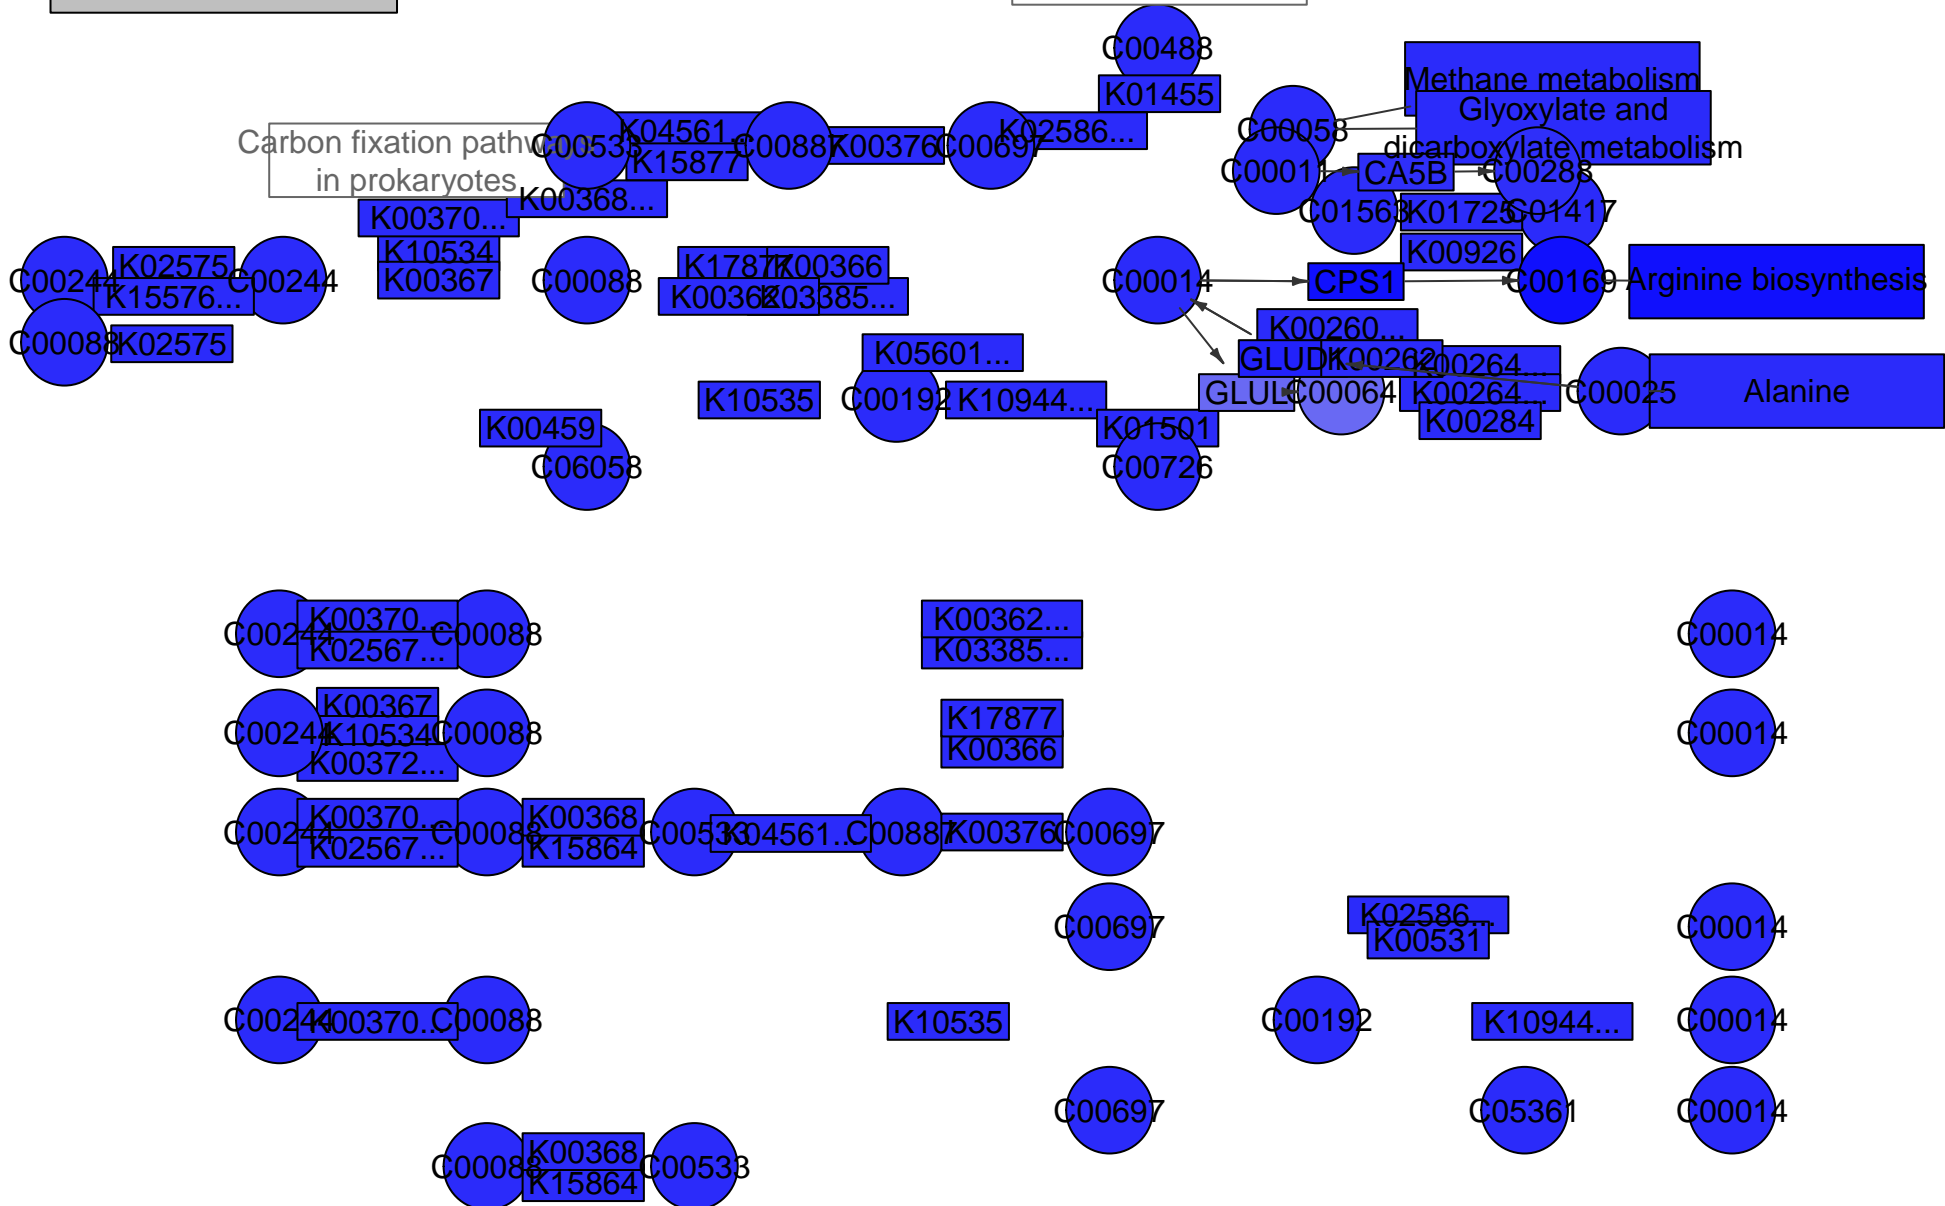 C00488
K01455
Methane metabolism
Glyoxylate and
dicarboxylate metabolism
C00058
Carbon fixation pathways
in prokaryotes
C00533
K04561...
K15877
C00887
K00376
C00697
K02586...
C00011
CA5B
C00288
C01563
K01725
C01417
K00368...
K00370...
K10534
K00367
K00926
C00244
K02575
K15576...
C00244
C00088
K17877
K00366
K00362...
K03385...
C00014
CPS1
C00169
Arginine biosynthesis
C00088
K02575
K05601...
K00260...
GLUD1
K00262
K00264...
K10535
C00192
K10944...
GLUL
C00064
K00264...
C00025
Alanine
K00459
K01501
K00284
C06058
C00726
C00244
K00370...
K02567...
C00088
K00362...
K03385...
C00014
C00244
K00367
K10534
K00372...
C00088
K17877
K00366
C00014
C00244
K00370...
K02567...
C00088
K00368
K15864
C00533
K04561...
C00887
K00376
C00697
C00697
K02586...
K00531
C00014
C00244
K00370...
C00088
K10535
C00192
K10944...
C00014
C00697
C05361
C00014
C00088
K00368
K15864
C00533